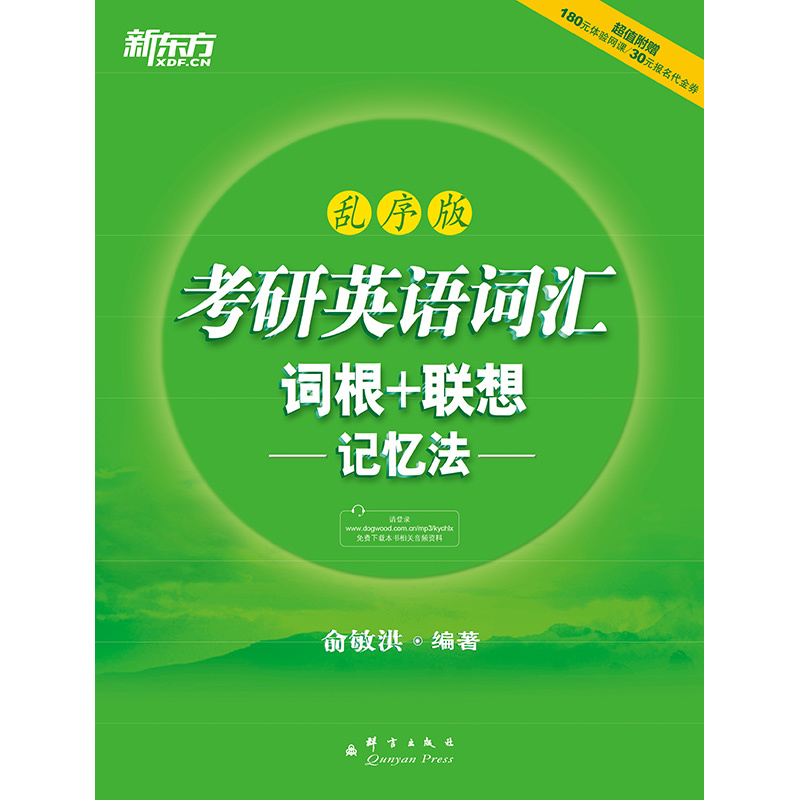 新东方
XDF.CN
超值附赠
180元体验网课/30元报名代金券
乱序版
考研英语词汇
词根+联想
记忆法
请登录
www.dogwood.com.cn/mp3/kychlx
免费下载本书相关音频资料
俞敏洪 编著
群言出版社
Qunyan Press